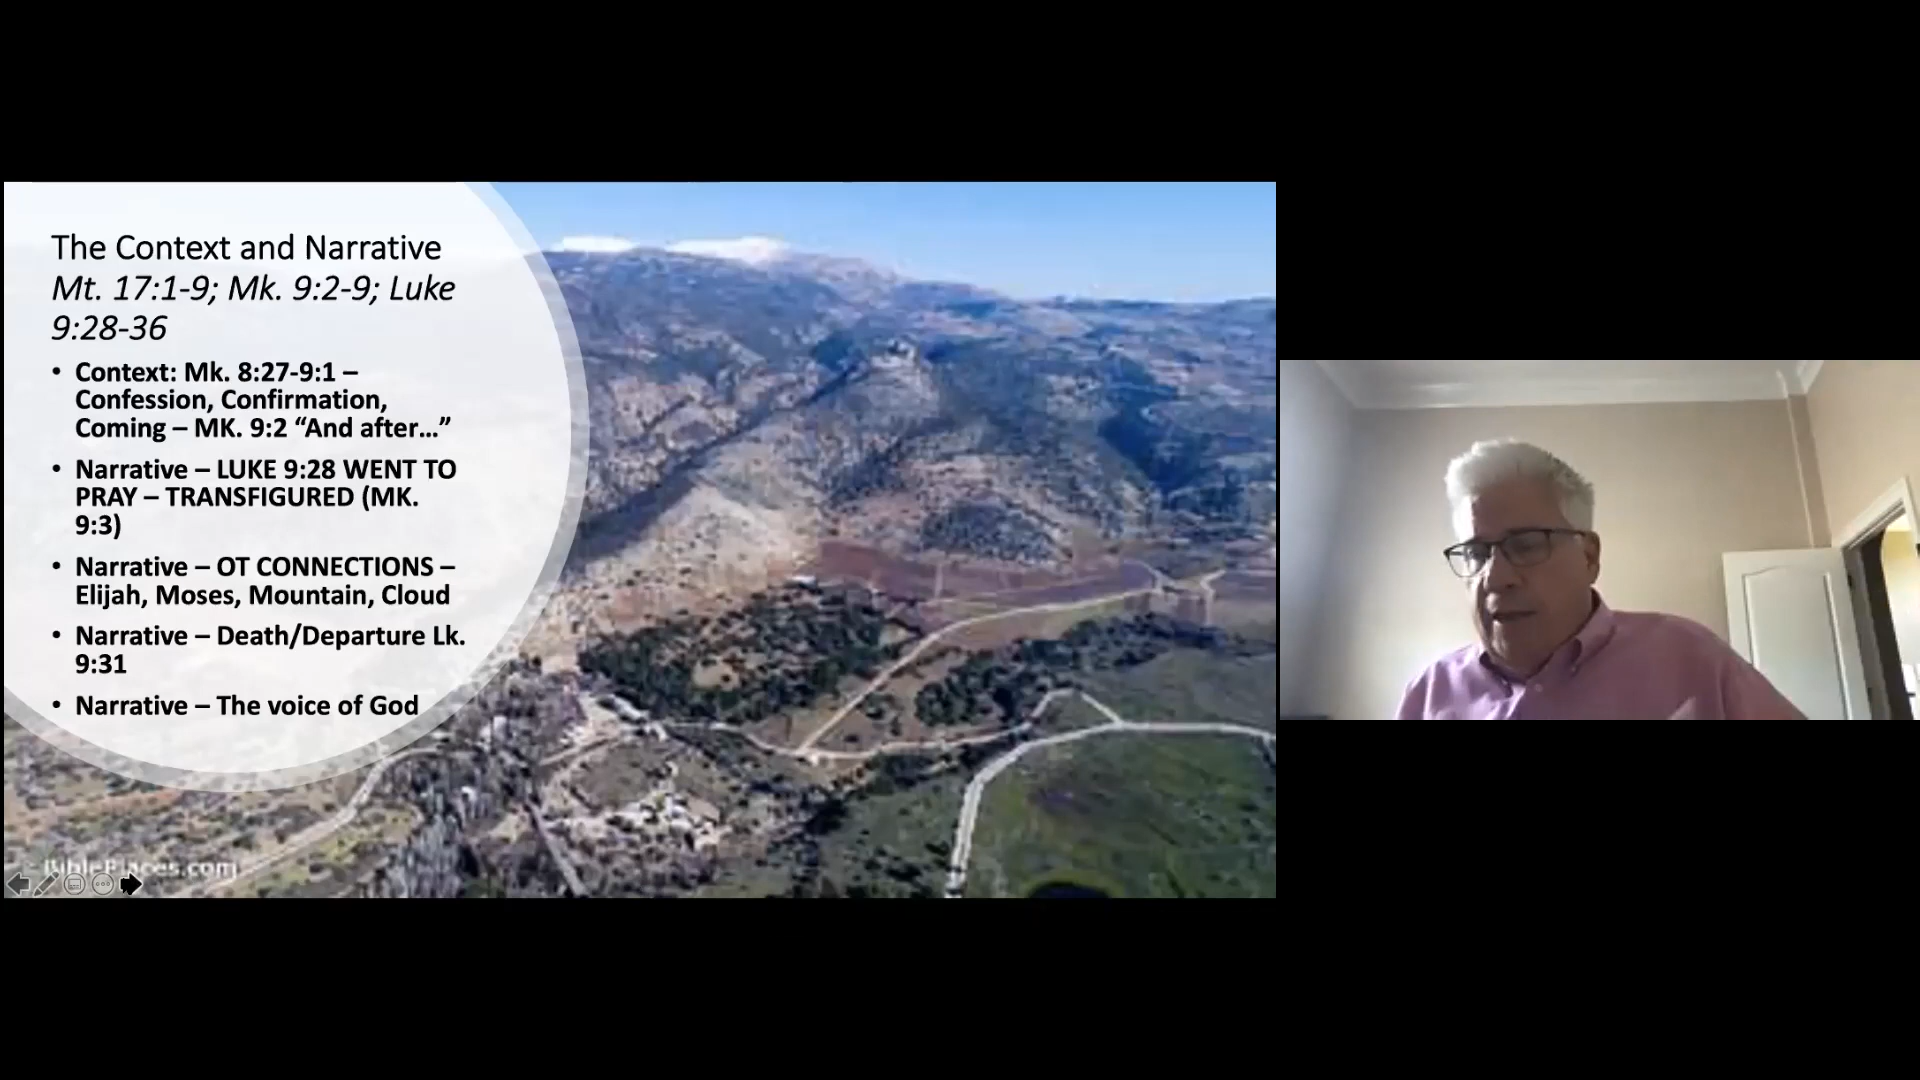 The Context and Narrative
Mt. 17:1-9; Mk. 9:2-9; Luke
9:28-36
• Context: Mk. 8:27-9:1 –
Confession, Confirmation,
Coming – MK. 9:2 “And after…”
• Narrative – LUKE 9:28 WENT TO
PRAY – TRANSFIGURED (MK.
9:3)
• Narrative – OT CONNECTIONS –
Elijah, Moses, Mountain, Cloud
• Narrative – Death/Departure Lk.
9:31
• Narrative – The voice of God
BiblePlaces.com